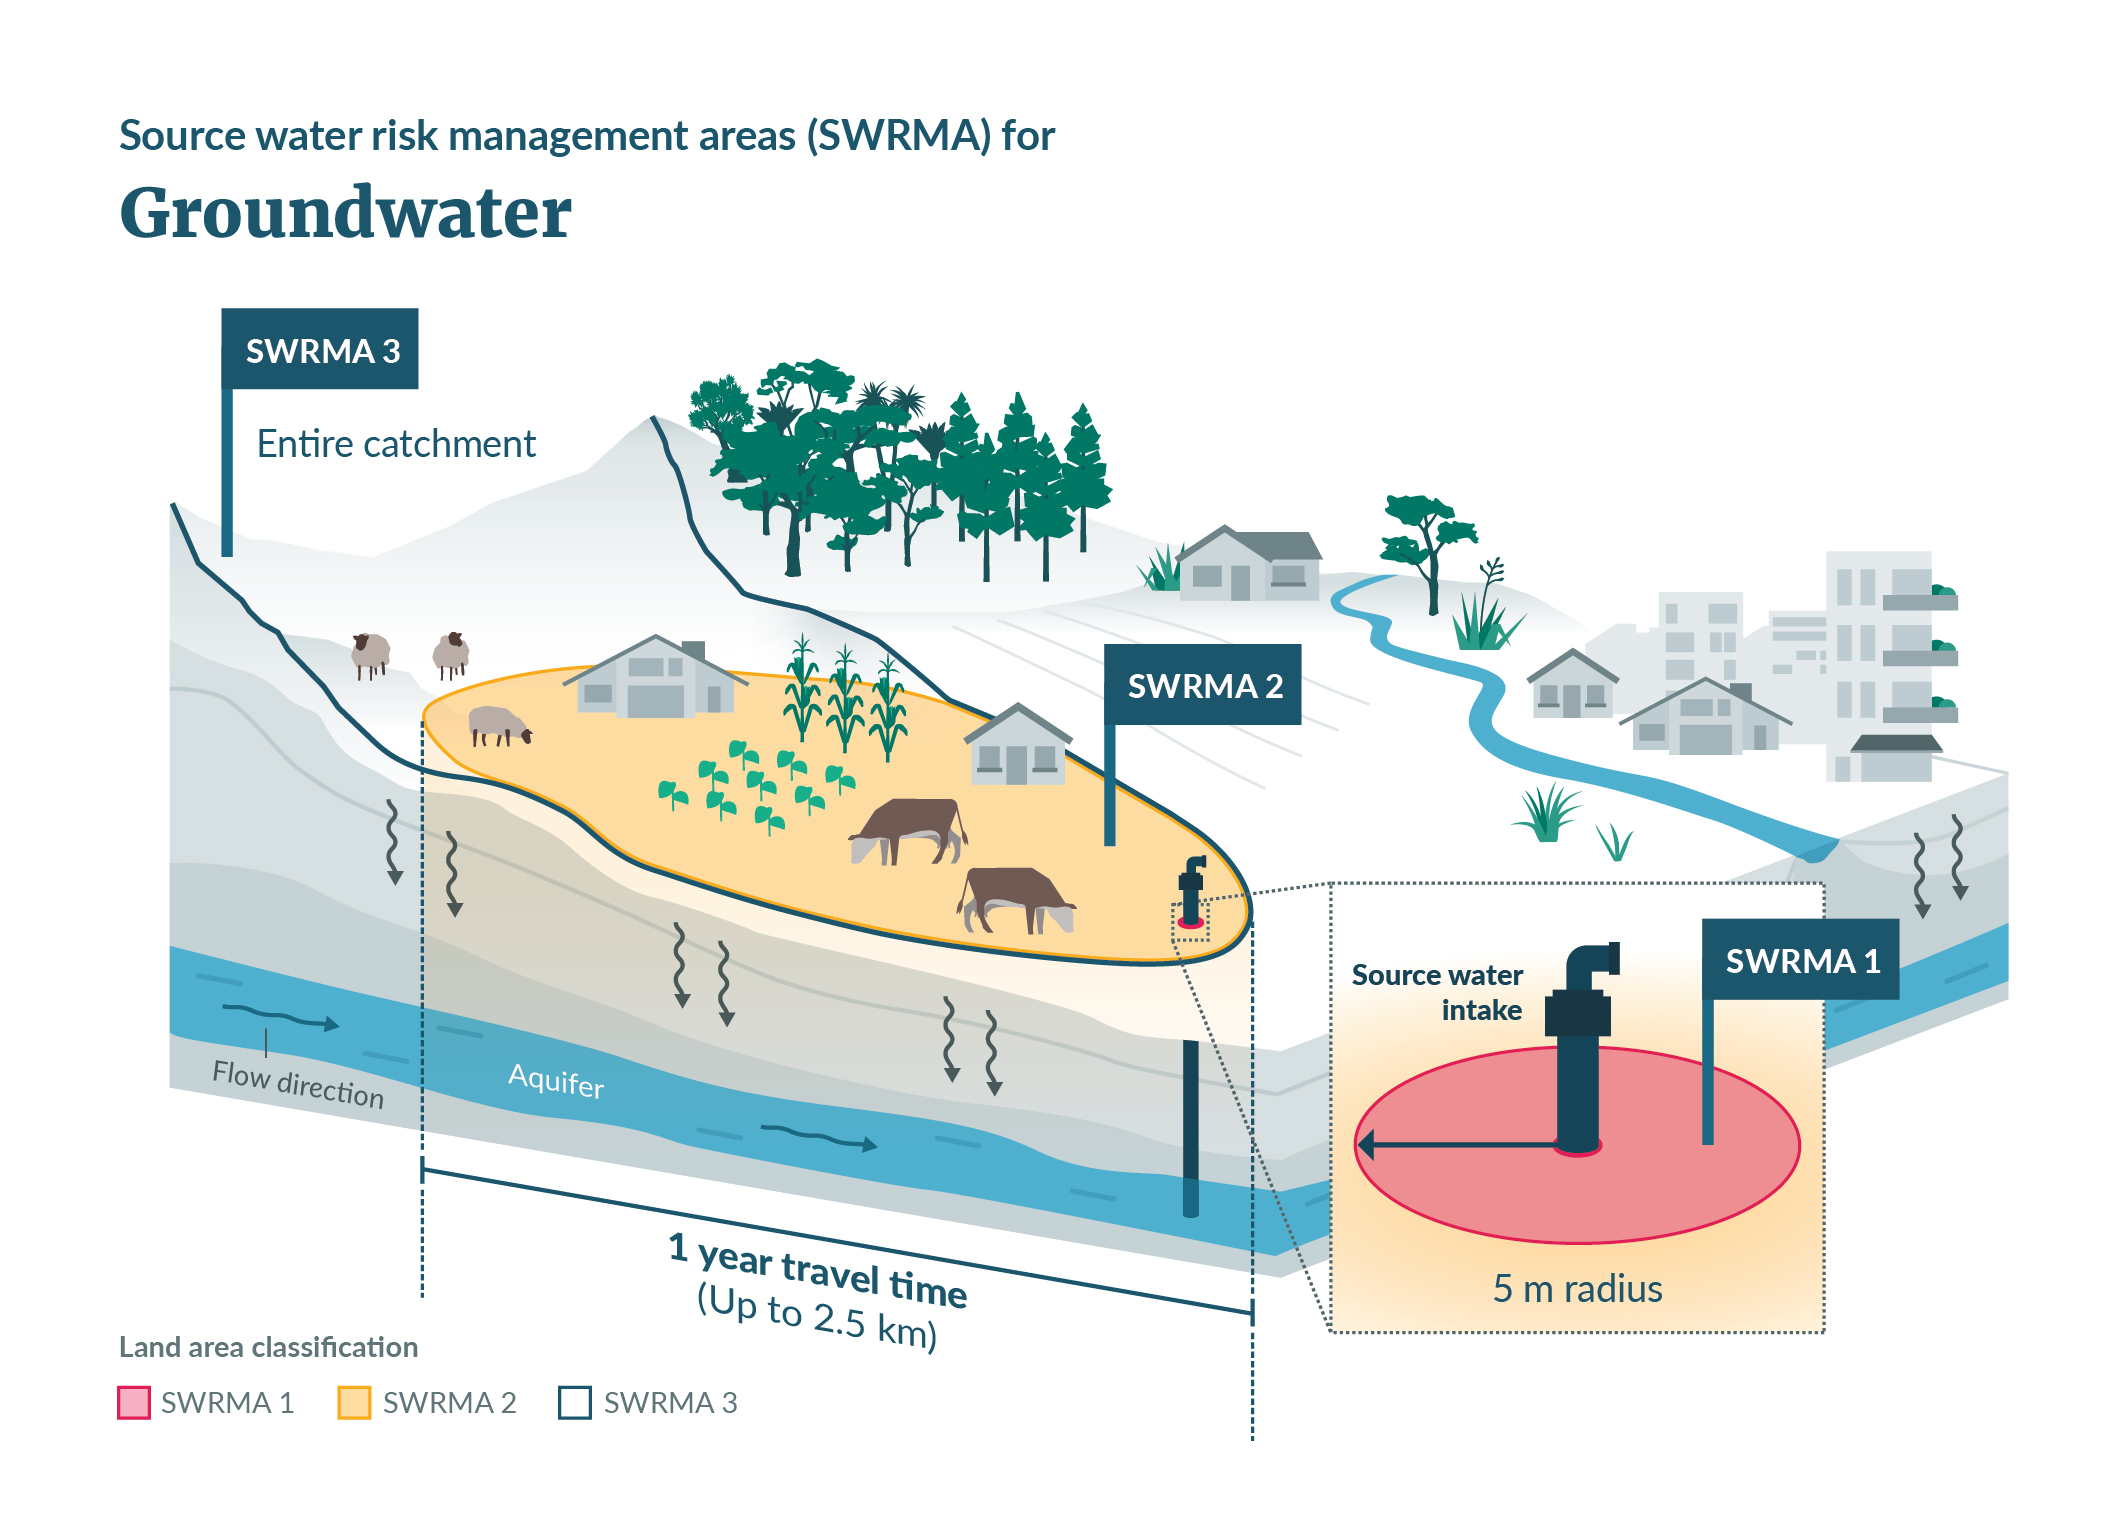 Source water risk management areas (SWRMA) for
Groundwater
SWRMA 3
Entire catchment
SWRMA 2
SWRMA 1
Source water
intake
5 m radius
Flow direction
Aquifer
1 year travel time
(Up to 2.5 km)
Land area classification
SWRMA 1
SWRMA 2
SWRMA 3